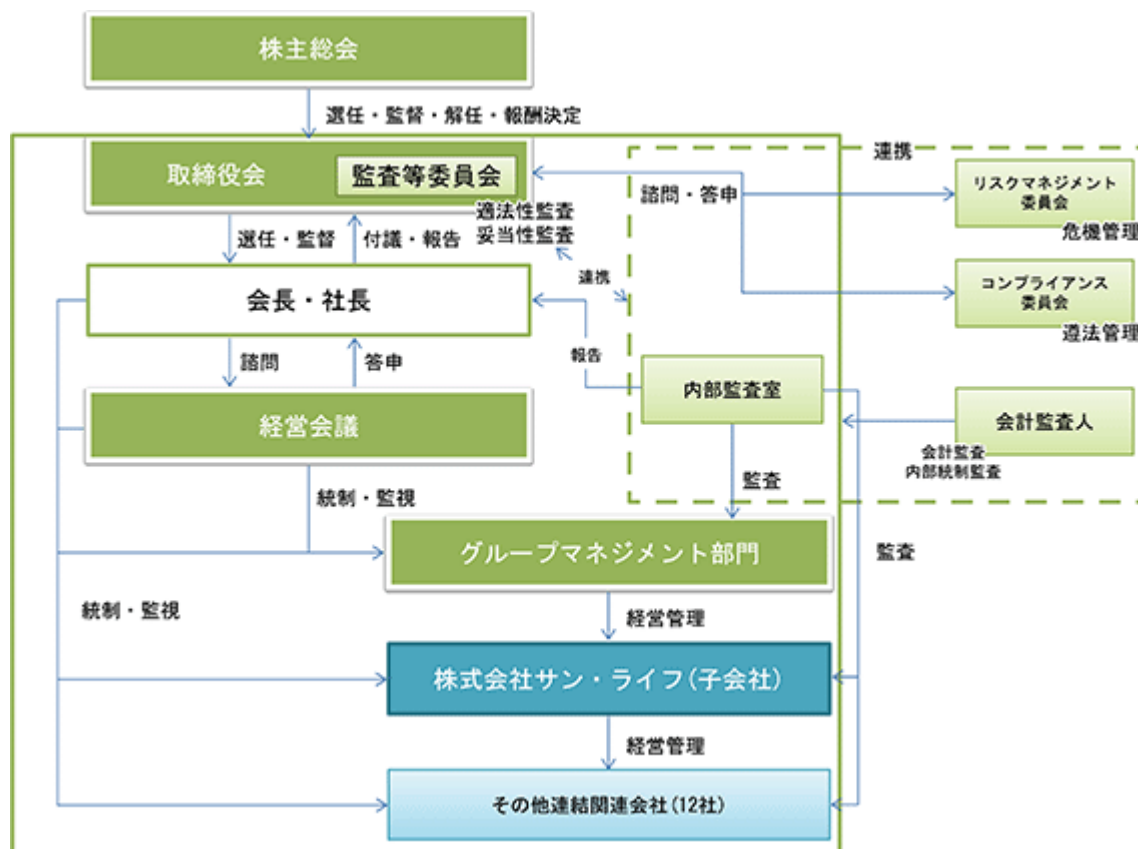 株主総会
選任・監督・解任・報酬決定
取締役会
監査等委員会
連携
リスクマネジメント
委員会
危機管理
諮問・答申
適法性監査
妥当性監査
選任・監督
付議・報告
連携
コンプライアンス
委員会
遵法管理
会長・社長
報告
諮問
答申
内部監査室
経営会議
会計監査人
会計監査
内部統制監査
統制・監視
監査
グループマネジメント部門
監査
統制・監視
経営管理
株式会社サン・ライフ(子会社)
経営管理
その他連結関連会社(12社)